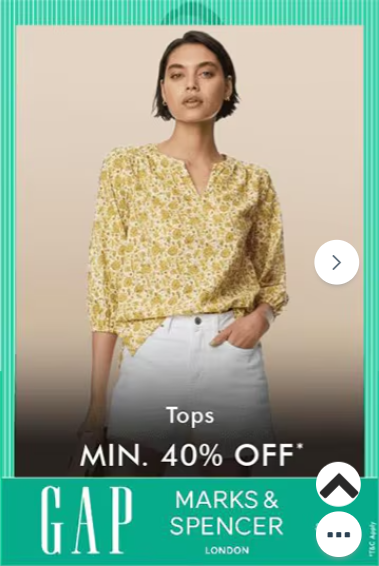 Tops
MIN. 40% OFF*
GAP
MARKS &
SPENCER
LONDON
*T&C Apply